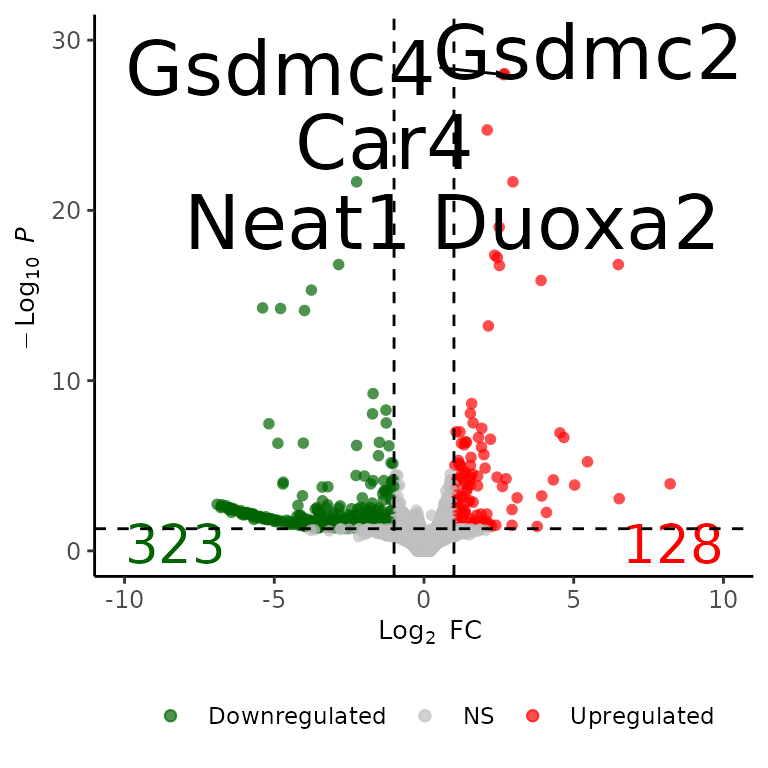 30
Gsdmc4
Gsdmc2
Car4
20
Neat1
Duoxa2
−Log10 P
10
323
128
0
-10
-5
0
5
10
Log2 FC
Downregulated
NS
Upregulated